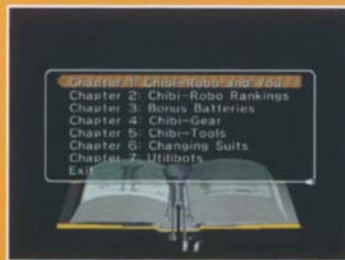 Chapter 1: Chibi-Robo and You
Chapter 2: Chibi-Robo Rankings
Chapter 3: Bonus Batteries
Chapter 4: Chibi-Gear
Chapter 5: Chibi-Tools
Chapter 6: Changing Suits
Chapter 7: Utilibots
Exit